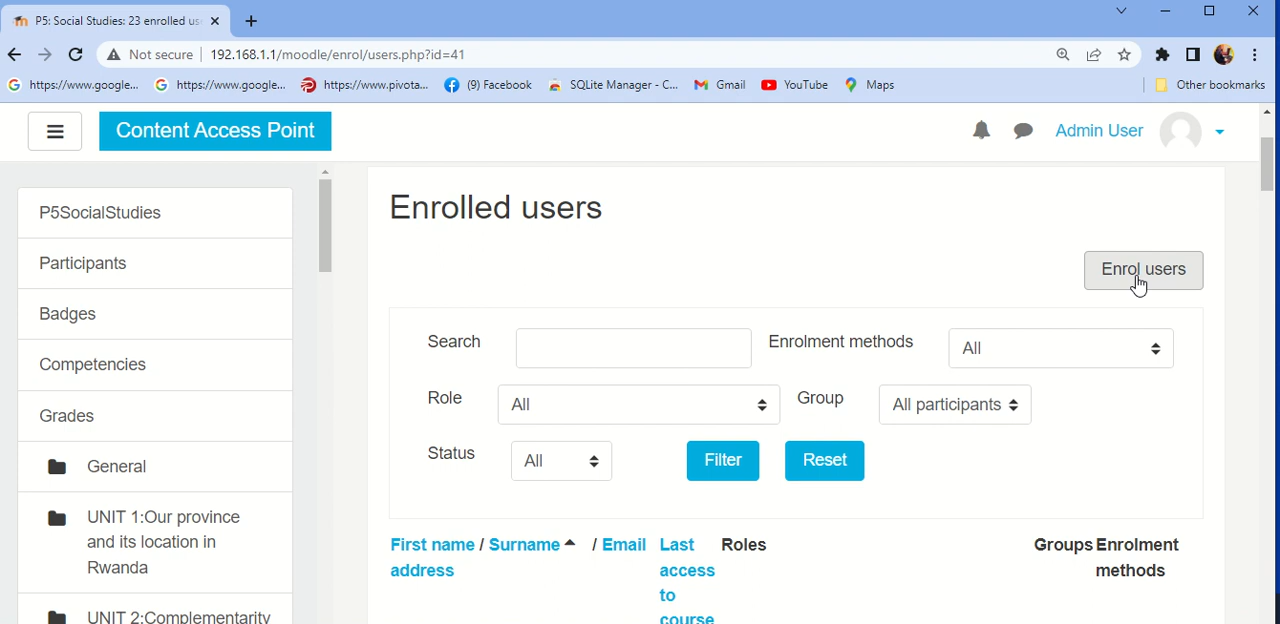 P5: Social Studies: 23 enrolled us
Not secure 192.168.1.1/moodle/enrol/users.php?id=41
https://www.google... https://www.google... https://www.pivota... (9) Facebook SQLite Manager - C... Gmail YouTube Maps Other bookmarks
Content Access Point Admin User
P5SocialStudies
Participants
Badges
Competencies
Grades
General
UNIT 1:Our province
and its location in
Rwanda
UNIT 2:Complementarity
Enrolled users
Enrol users
Search Enrolment methods All
Role All Group All participants
Status All Filter Reset
First name / Surname / Email Last Roles Groups Enrolment
address access methods
to
course